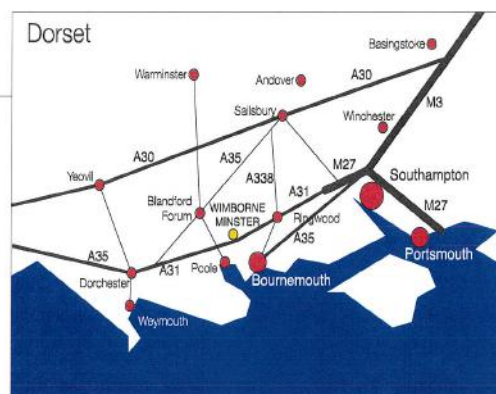 Dorset
Basingstoke
Warminster
Andover
A30
Sailsbury
M3
Winchester
A30
A35
M27
Yeovil
A338
Southampton
Blandford
Forum
WIMBORNE
MINSTER
A31
Ringwood
M27
A35
A35
Portsmouth
A31
Poole
Dorchester
Bournemouth
Weymouth